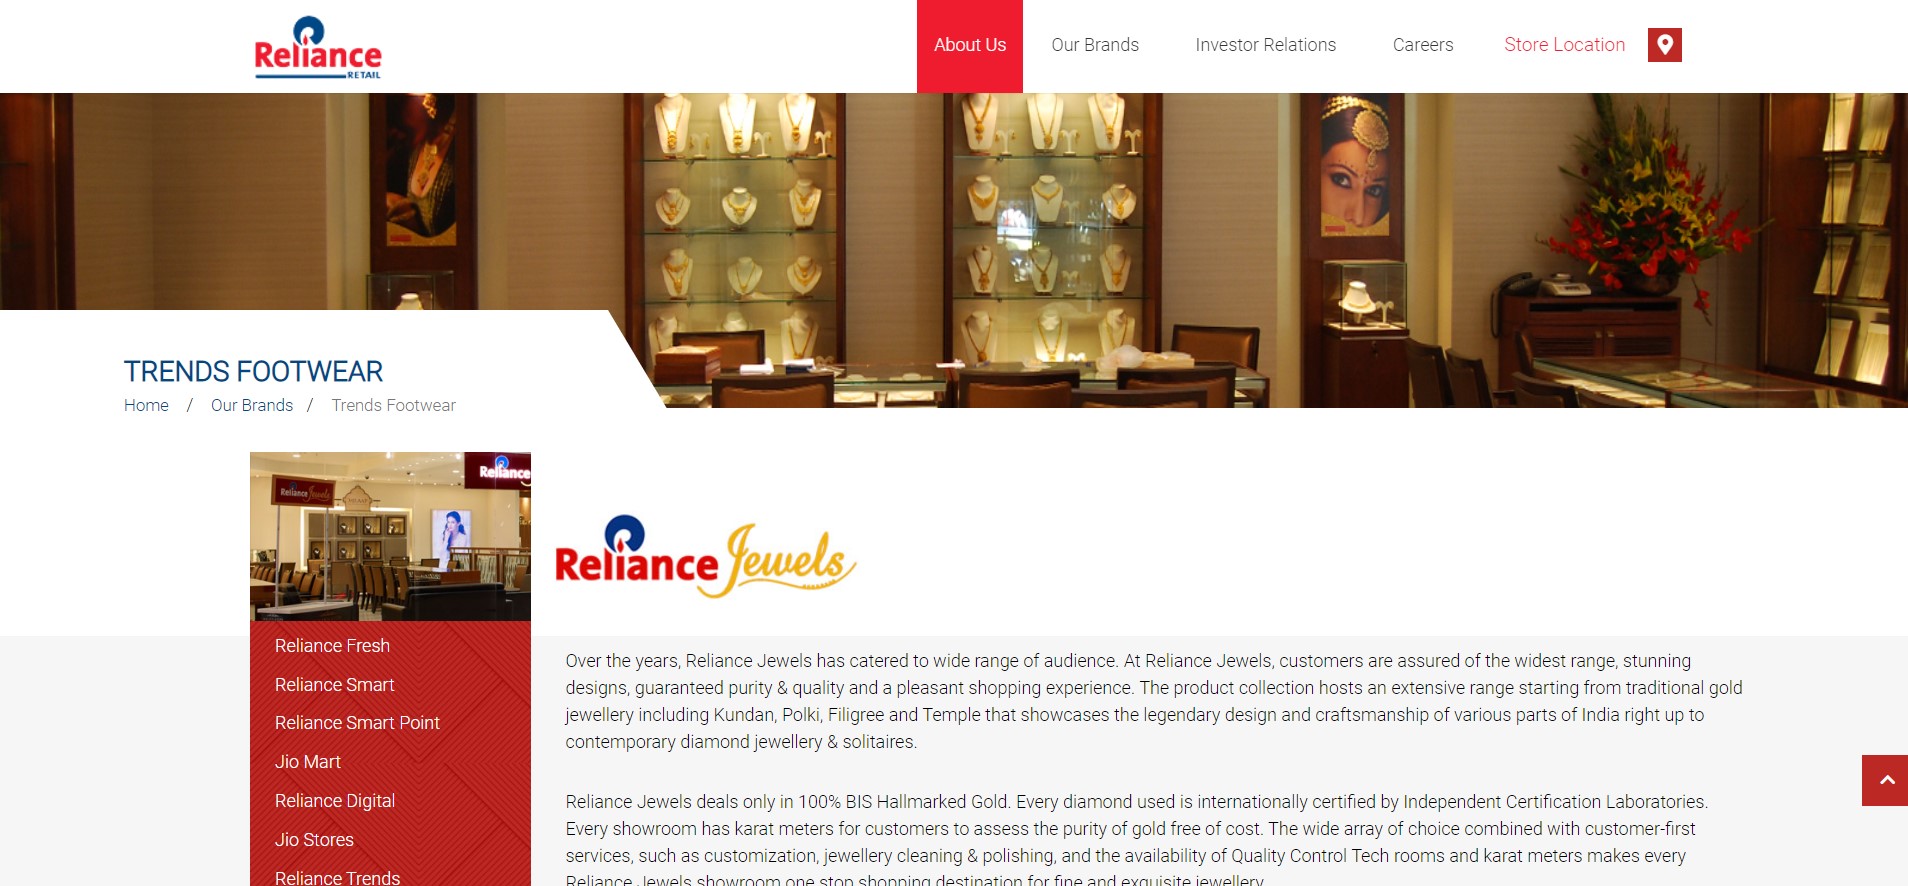 Reliance
RETAIL
About Us
Our Brands
Investor Relations
Careers
Store Location
TRENDS FOOTWEAR
Home / Our Brands / Trends Footwear
Reliance
Reliance Jewels
Reliance Jewels
Reliance Fresh
Reliance Smart
Reliance Smart Point
Jio Mart
Reliance Digital
Jio Stores
Reliance Trends
Over the years, Reliance Jewels has catered to wide range of audience. At Reliance Jewels, customers are assured of the widest range, stunning
designs, guaranteed purity & quality and a pleasant shopping experience. The product collection hosts an extensive range starting from traditional gold
jewellery including Kundan, Polki, Filigree and Temple that showcases the legendary design and craftsmanship of various parts of India right up to
contemporary diamond jewellery & solitaires.
Reliance Jewels deals only in 100% BIS Hallmarked Gold. Every diamond used is internationally certified by Independent Certification Laboratories.
Every showroom has karat meters for customers to assess the purity of gold free of cost. The wide array of choice combined with customer-first
services, such as customization, jewellery cleaning & polishing, and the availability of Quality Control Tech rooms and karat meters makes every
Reliance Jewels showroom one stop shopping destination for fine and exquisite jewellery.